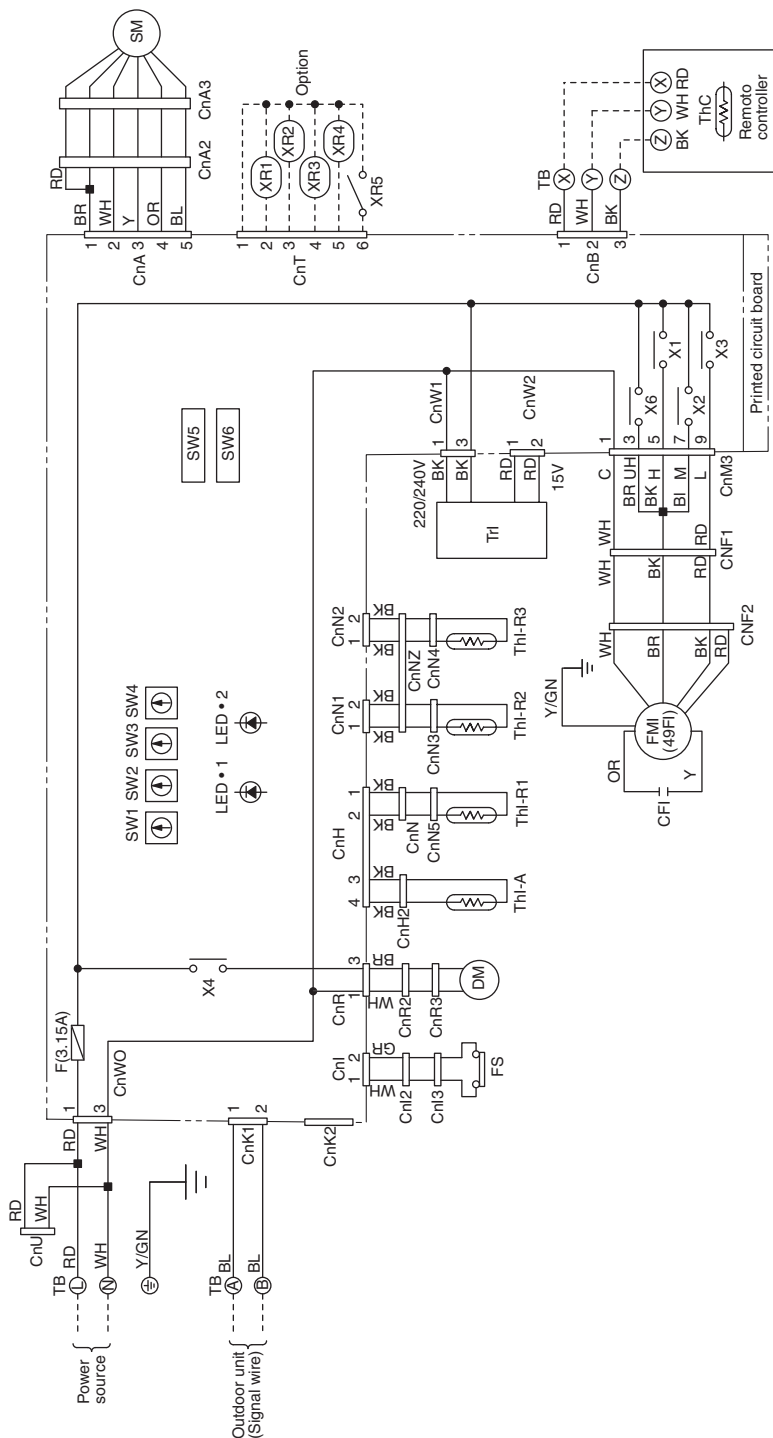 Power
source
TB
L
N
RD
WH
CnU
RD
WH
Y/GN
RD
WH
1
3
CnWO
F(3.15A)
X4
Outdoor unit
(Signal wire)
TB
A
B
BL
BL
CnK1
1
2
CnK2
SW1
SW2
SW3
SW4
LED • 1
LED • 2
SW5
SW6
CnI
1
2
WH
GR
CnI2
CnI3
FS
CnR
1
3
WH
BR
CnR2
CnR3
DM
CnH
4
3
BK
BK
CnH2
ThI-A
2
1
BK
BK
CnN
CnN5
ThI-R1
CnN1
1
2
BK
BK
CnN3
ThI-R2
CnN2
1
2
BK
BK
CnNZ
CnN4
ThI-R3
220/240V
BK
BK
1
3
CnW1
TrI
RD
RD
1
2
CnW2
15V
CnA
1
2
3
4
5
RD
BR
WH
Y
OR
BL
CnA2
CnA3
SM
CnT
1
2
3
4
5
6
XR1
XR2
XR3
XR4
XR5
Option
CnB
1
2
3
RD
WH
BK
TB
X
Y
Z
X
Y
Z
RD
WH
BK
ThC
Remoto
controller
Printed circuit board
X6
X1
X2
X3
1
3
5
7
9
C
UH
H
M
L
CnM3
WH
BR
BK
Bl
RD
CNF1
WH
BK
RD
CNF2
WH
BR
BK
RD
Y/GN
FMI
(49FI)
OR
Y
CFI